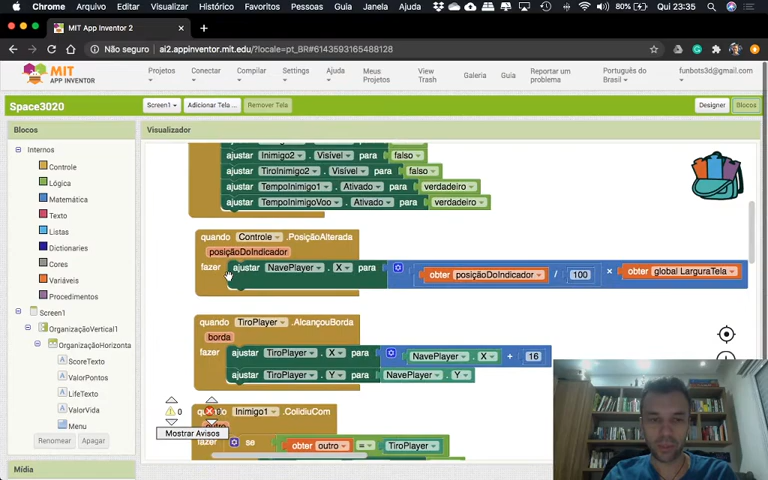 Chrome Arquivo Editar Visualizar Histórico Favoritos Pessoas Guia Janela Ajuda 80% Qui 23:35
MIT App Inventor 2
Não seguro ai2.appinventor.mit.edu/?locale=pt_BR#6143593165488128
MIT APP INVENTOR
Projetos Conectar Compilar Settings Ajuda Meus Projetos View Trash Galeria Guia Reportar um problema Português do Brasil funbots3d@gmail.com
Space3020 Screen1 Adicionar Tela ... Remover Tela Designer Blocos
Blocos Visualizador
Internos
Controle
Lógica
Matemática
Texto
Listas
Dictionaries
Cores
Variáveis
Procedimentos
Screen1
OrganizaçãoVertical1
OrganizaçãoHorizonta
ScoreTexto
ValorPontos
LifeTexto
ValorVida
Menu
Renomear Apagar
Mídia
ajustar Inimigo2 . Visível para falso
ajustar TiroInimigo2 . Visível para falso
ajustar TempoInimigo1 . Ativado para verdadeiro
ajustar TempoInimigoVoo . Ativado para verdadeiro
quando Controle .PosiçãoAlterada
posiçãoDoIndicador
fazer ajustar NavePlayer . X para obter posiçãoDoIndicador / 100 × obter global LarguraTela
quando TiroPlayer .AlcançouBorda
borda
fazer ajustar TiroPlayer . X para NavePlayer . X + 16
ajustar TiroPlayer . Y para NavePlayer . Y
Inimigo1 .ColidiuCom
fazer se obter outro = TiroPlayer
0
Mostrar Avisos